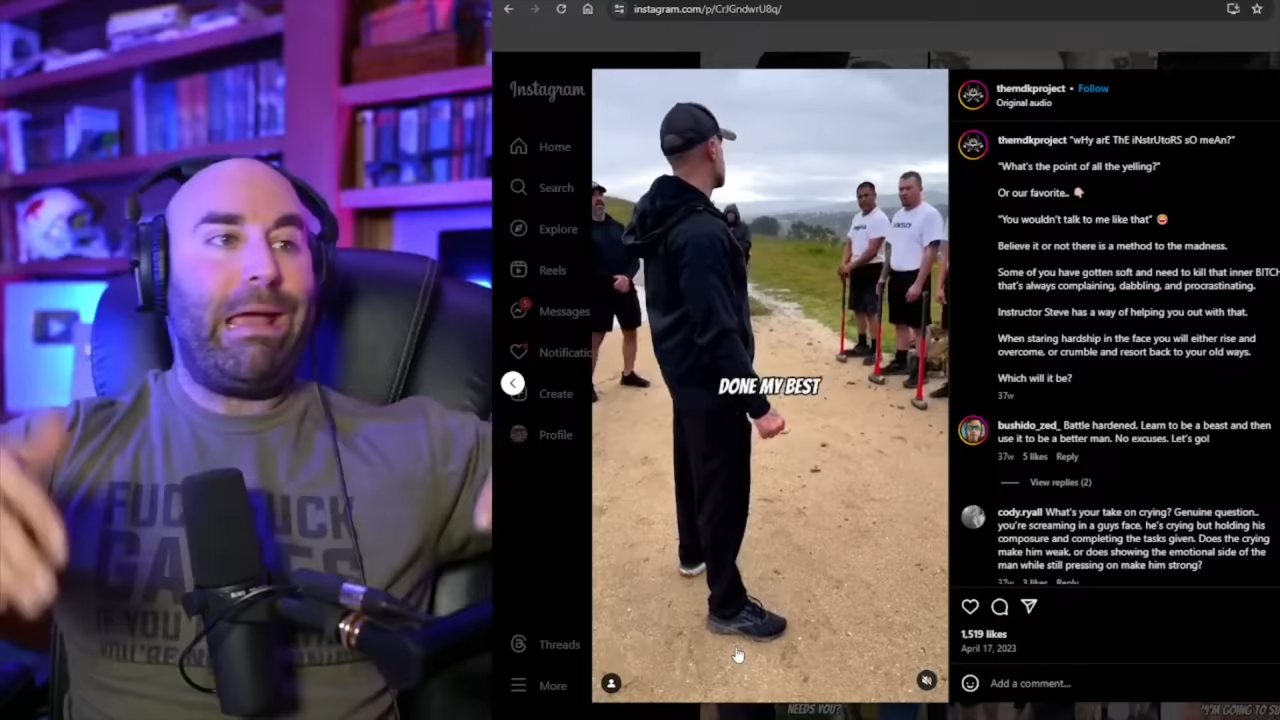 instagram.com/p/CrJGndwrU8q/
Instagram
Home
Search
Explore
Reels
Messages
Create
Profile
Threads
More
DONE MY BEST
themdkproject • Follow
Original audio
themdkproject "wHy arE ThE iNstrUtoRS sO meAn?"
"What's the point of all the yelling?"
Or our favorite..
"You wouldn't talk to me like that"
Believe it or not there is a method to the madness.
Some of you have gotten soft and need to kill that inner
that's always complaining, dabbling, and procrastinating.
Instructor Steve has a way of helping you out with that.
When staring hardship in the face you will either rise and
overcome, or crumble and resort back to your old ways.
Which will it be?
37w
bushido_zed_ Battle hardened. Learn to be a beast and then
use it to be a better man. No excuses. Let's go!
37w 5 likes Reply
View replies (2)
cody.ryall What's your take on crying? Genuine question..
you're screaming in a guys face, he's crying but holding his
composure and completing the tasks given. Does the crying
make him weak, or does showing the emotional side of the
man while still pressing on make him strong?
37w 3 likes Reply
1,519 likes
April 17, 2023
Add a comment...
NEEDS YOU?